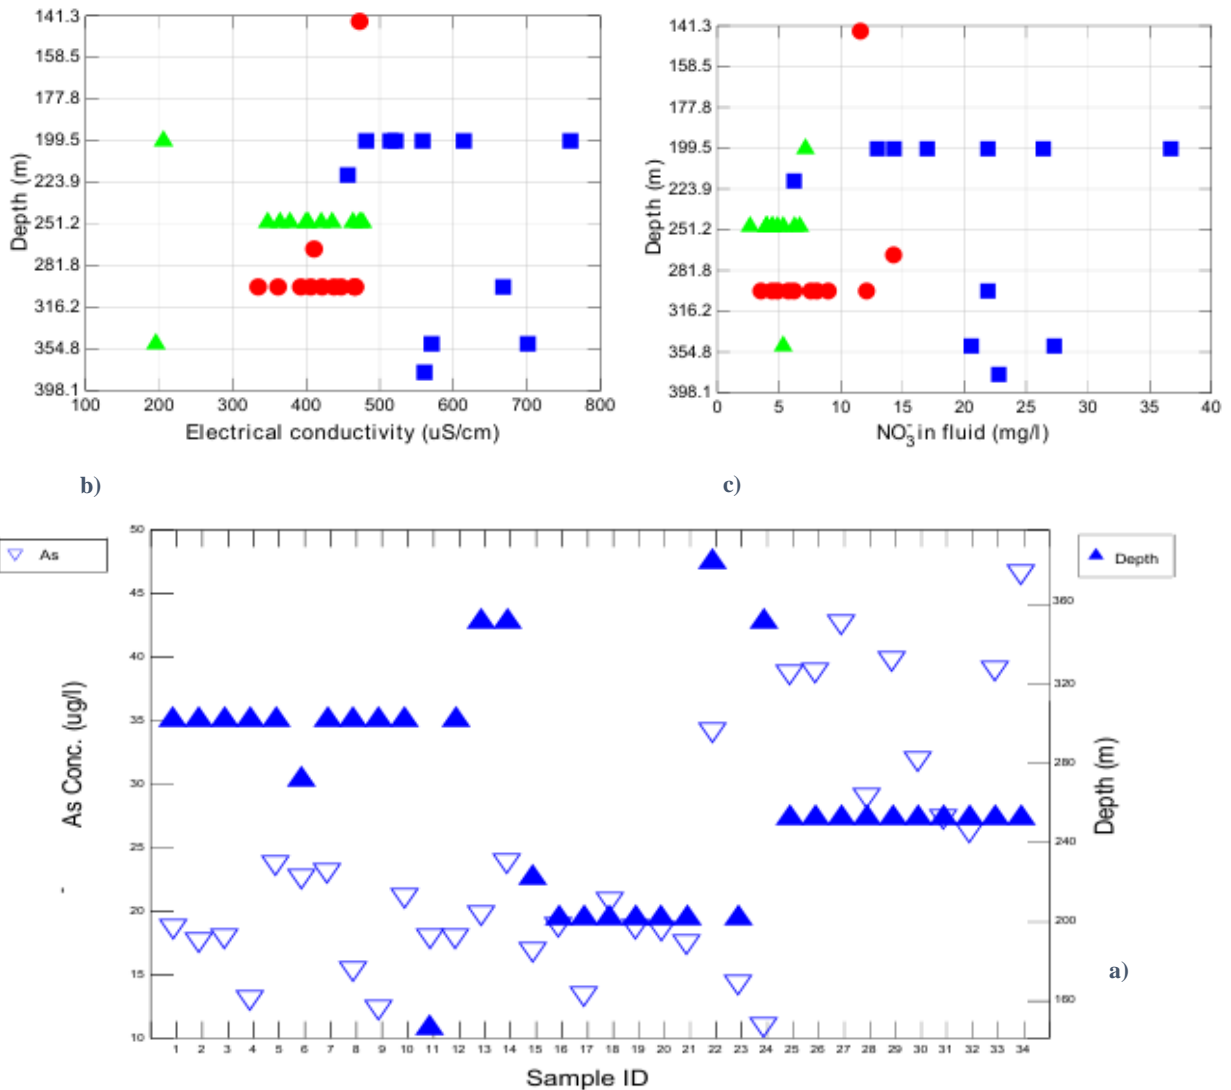 141.3
158.5
177.8
199.5
223.9
251.2
281.8
316.2
354.8
398.1
Depth (m)
100 200 300 400 500 600 700 800
Electrical conductivity (uS/cm)
b)
141.3
158.5
177.8
199.5
223.9
251.2
281.8
316.2
354.8
398.1
Depth (m)
0 5 10 15 20 25 30 35 40
NO₃⁻ in fluid (mg/l)
c)
As
50
45
40
35
30
25
20
15
10
As Conc. (ug/l)
Depth
360
320
280
240
200
160
Depth (m)
a)
1 2 3 4 5 6 7 8 9 10 11 12 13 14 15 16 17 18 19 20 21 22 23 24 25 26 27 28 29 30 31 32 33 34
Sample ID